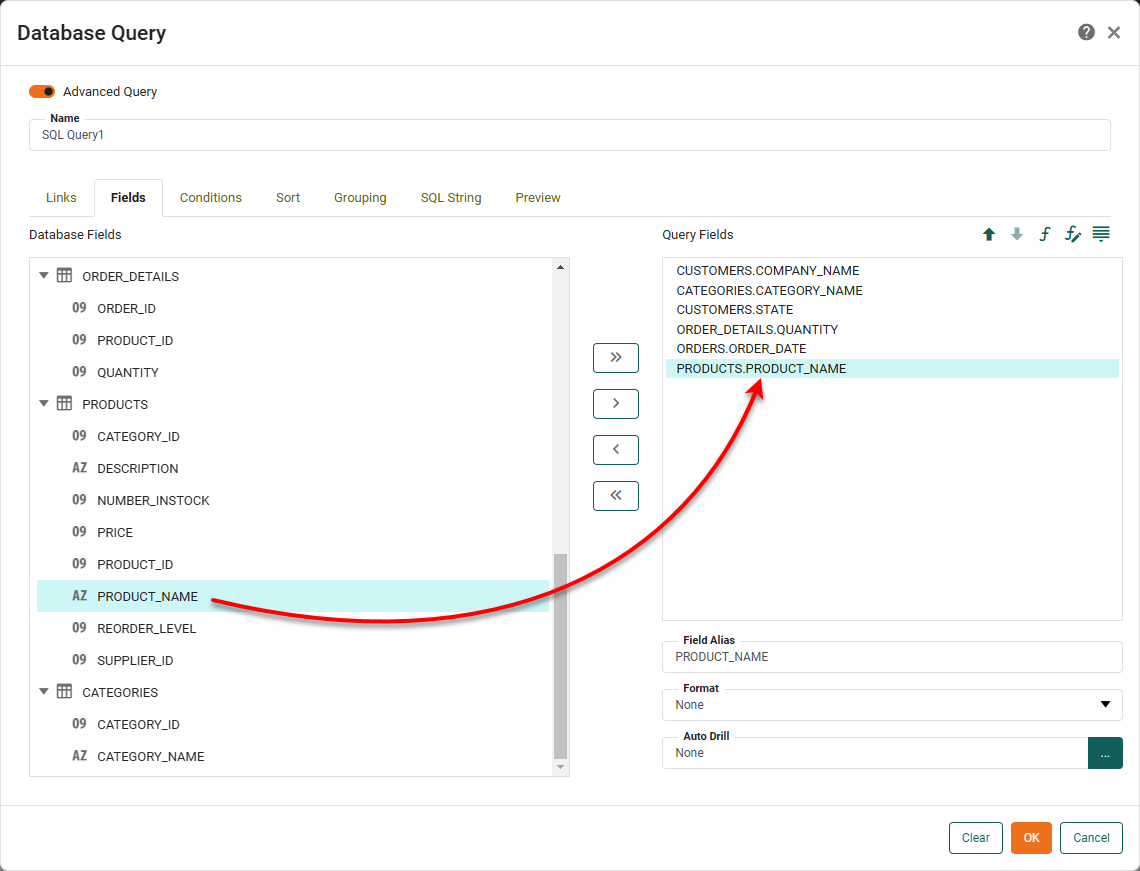 Database Query
Advanced Query
Name
SQL Query1
Links Fields Conditions Sort Grouping SQL String Preview
Database Fields
ORDER_DETAILS
09 ORDER_ID
09 PRODUCT_ID
09 QUANTITY
PRODUCTS
09 CATEGORY_ID
AZ DESCRIPTION
09 NUMBER_INSTOCK
09 PRICE
09 PRODUCT_ID
AZ PRODUCT_NAME
09 REORDER_LEVEL
09 SUPPLIER_ID
CATEGORIES
09 CATEGORY_ID
AZ CATEGORY_NAME
Query Fields
CUSTOMERS.COMPANY_NAME
CATEGORIES.CATEGORY_NAME
CUSTOMERS.STATE
ORDER_DETAILS.QUANTITY
ORDERS.ORDER_DATE
PRODUCTS.PRODUCT_NAME
Field Alias
PRODUCT_NAME
Format
None
Auto Drill
None ...
Clear OK Cancel